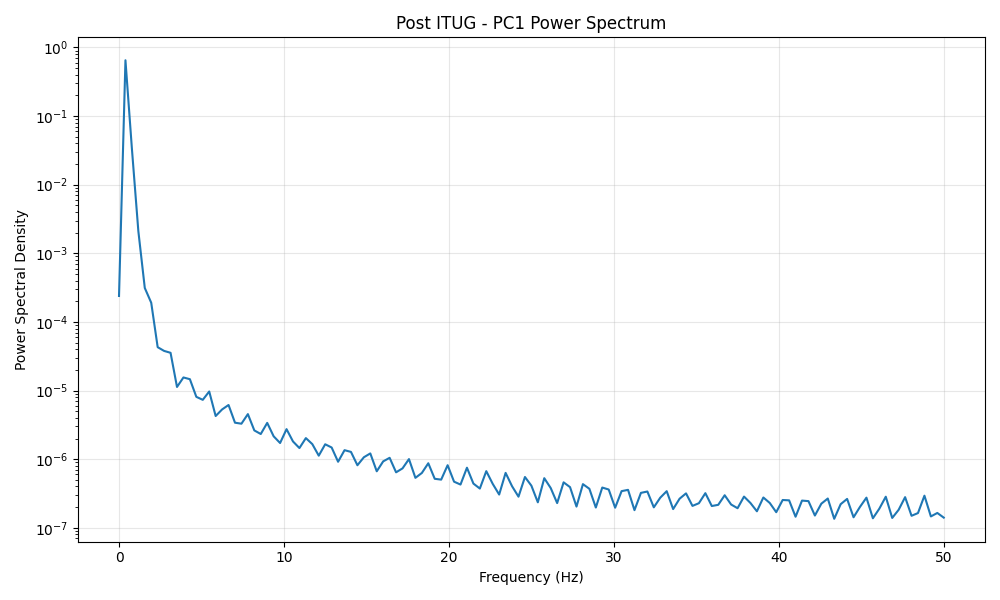 Post ITUG - PC1 Power Spectrum
Power Spectral Density
10⁰
10⁻¹
10⁻²
10⁻³
10⁻⁴
10⁻⁵
10⁻⁶
10⁻⁷
0 10 20 30 40 50
Frequency (Hz)